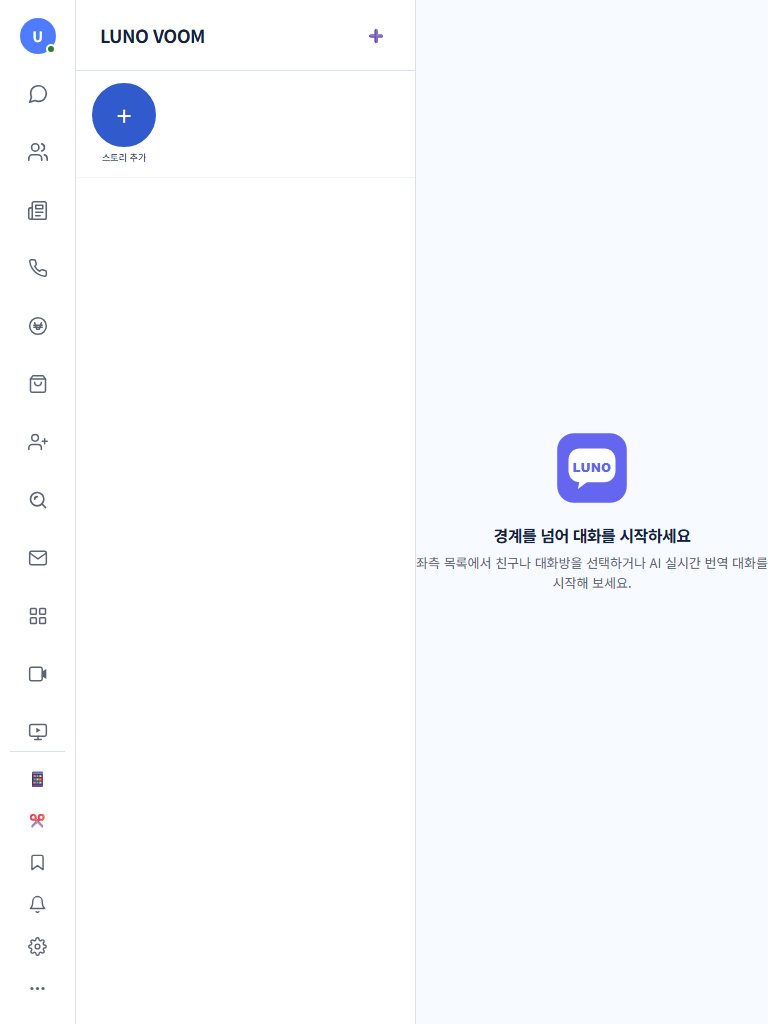 U
LUNO VOOM
스토리 추가
LUNO
경계를 넘어 대화를 시작하세요
좌측 목록에서 친구나 대화방을 선택하거나 AI 실시간 번역 대화를
시작해 보세요.